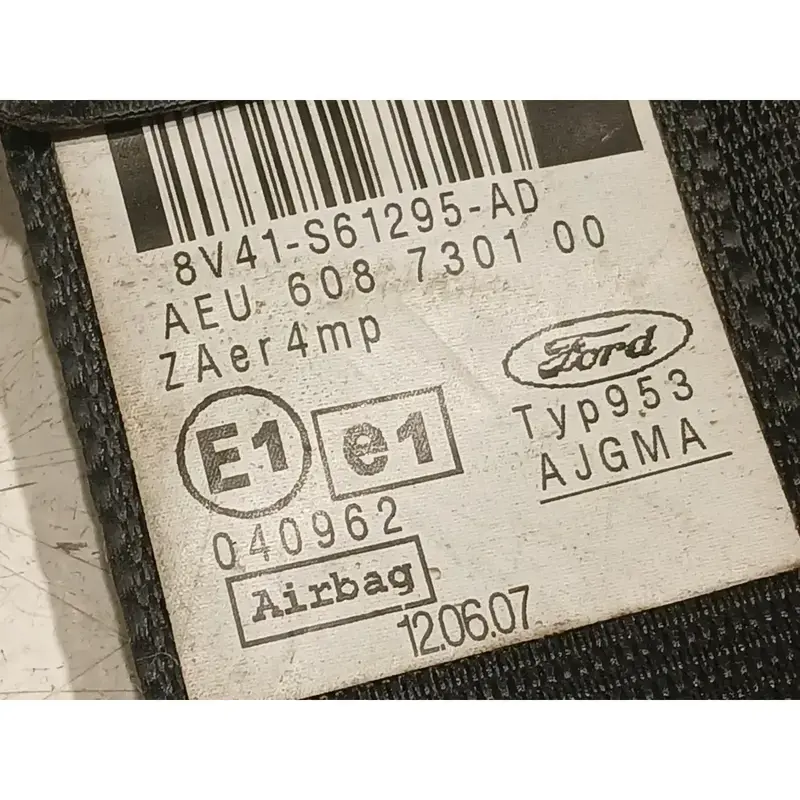 8V41-S61295-AD
AEU 608 7301 00
ZAer4mp
Ford
Typ953
AJGMA
E1
e1
040962
Airbag
12.06.07